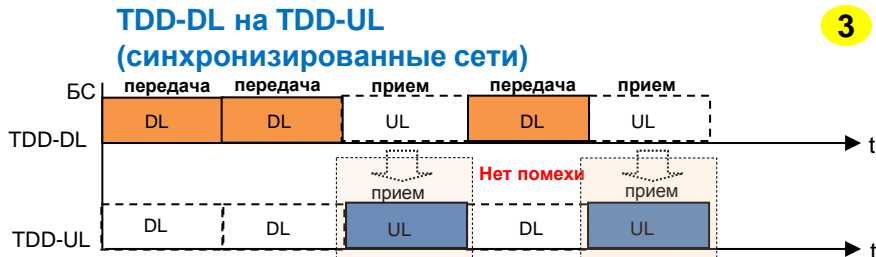 TDD-DL на TDD-UL
(синхронизированные сети)
3
БС передача передача прием передача прием
DL DL UL DL UL
TDD-DL t
Нет помехи
прием прием
DL DL UL DL UL
TDD-UL t